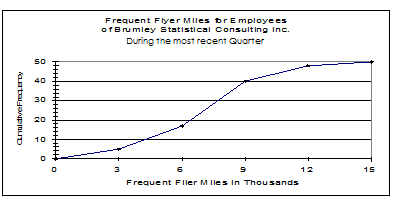 Frequent Flyer Miles for Employees
of Brumley Statistical Consulting Inc.
During the most recent Quarter
Cumulative Frequency
50
40
30
20
10
0
0 3 6 9 12 15
Frequent Flier Miles in Thousands